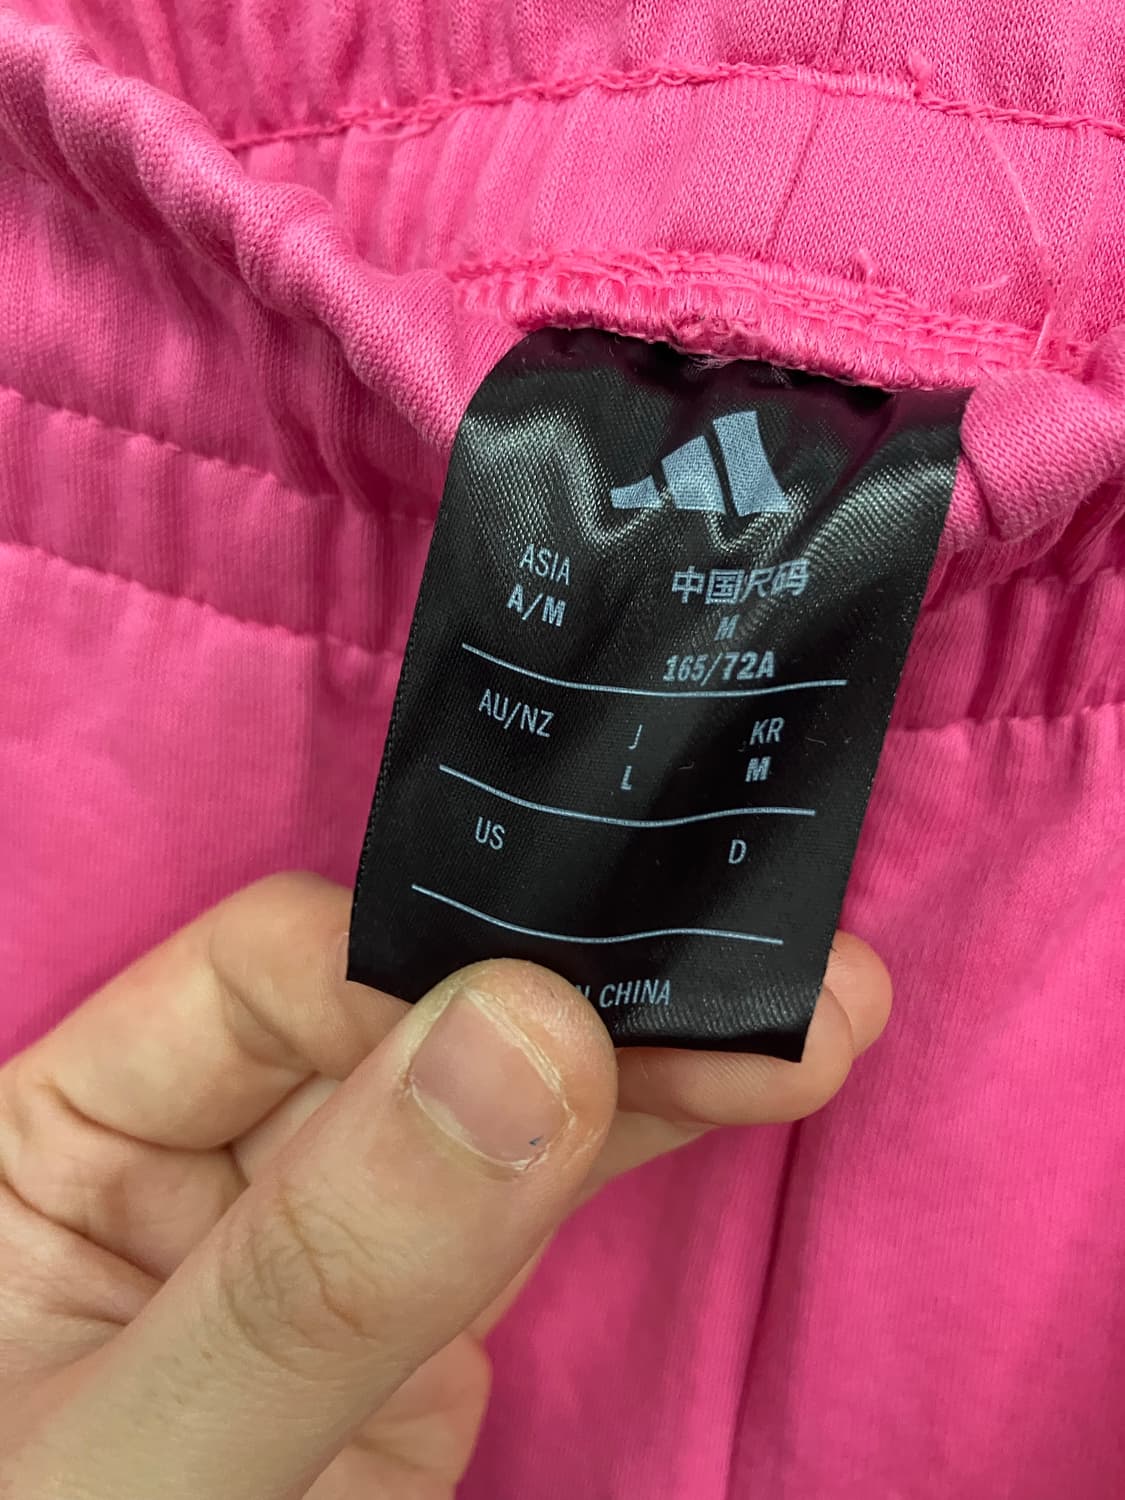 ASIA 中国尺码
A/M M
165/72A
AU/NZ J KR
L M
US D
CHINA